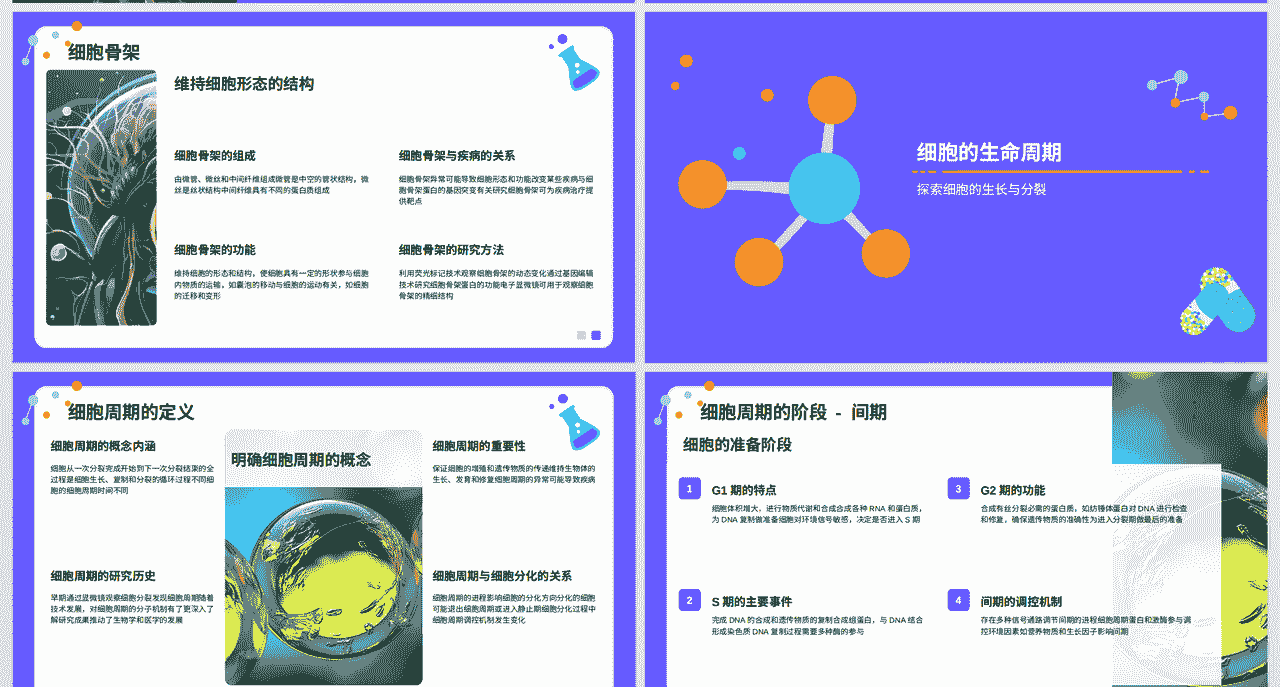 细胞骨架
维持细胞形态的结构
细胞骨架的组成
由微管、微丝和中间纤维组成微管是中空的管状结构，微
丝是丝状结构中间纤维具有不同的蛋白质组成
细胞骨架与疾病的关系
细胞骨架异常可能导致细胞形态和功能改变某些疾病与细
胞骨架蛋白的基因突变有关研究细胞骨架可为疾病治疗提
供靶点
细胞骨架的功能
维持细胞的形态和结构，使细胞具有一定的形状参与细胞
内物质的运输，如囊泡的移动与细胞的运动有关，如细胞
的迁移和变形
细胞骨架的研究方法
利用荧光标记技术观察细胞骨架的动态变化通过基因编辑
技术研究细胞骨架蛋白的功能电子显微镜可用于观察细胞
骨架的精细结构
细胞的生命周期
探索细胞的生长与分裂
细胞周期的定义
细胞周期的概念内涵
细胞从一次分裂完成开始到下一次分裂结束的全
过程是细胞生长、复制和分裂的循环过程不同细
胞的细胞周期时间不同
明确细胞周期的概念
细胞周期的重要性
保证细胞的增殖和遗传物质的传递维持生物体的
生长、发育和修复细胞周期的异常可能导致疾病
细胞周期的研究历史
早期通过显微镜观察细胞分裂发现细胞周期随着
技术发展，对细胞周期的分子机制有了更深入了
解研究成果推动了生物学和医学的发展
细胞周期与细胞分化的关系
细胞周期的进程影响细胞的分化方向分化的细胞
可能退出细胞周期或进入静止期细胞分化过程中
细胞周期调控机制发生变化
细胞周期的阶段 - 间期
细胞的准备阶段
1 G1 期的特点
细胞体积增大，进行物质代谢和合成合成各种 RNA 和蛋白质，
为 DNA 复制做准备细胞对环境信号敏感，决定是否进入 S 期
3 G2 期的功能
合成有丝分裂必需的蛋白质，如纺锤体蛋白对 DNA 进行检查
和修复，确保遗传物质的准确性为进入分裂期做最后的准备
2 S 期的主要事件
完成 DNA 的合成和遗传物质的复制合成组蛋白，与 DNA 结合
形成染色质 DNA 复制过程需要多种酶的参与
4 间期的调控机制
存在多种信号通路调节间期的进程细胞周期蛋白和激酶参与调
控环境因素如营养物质和生长因子影响间期